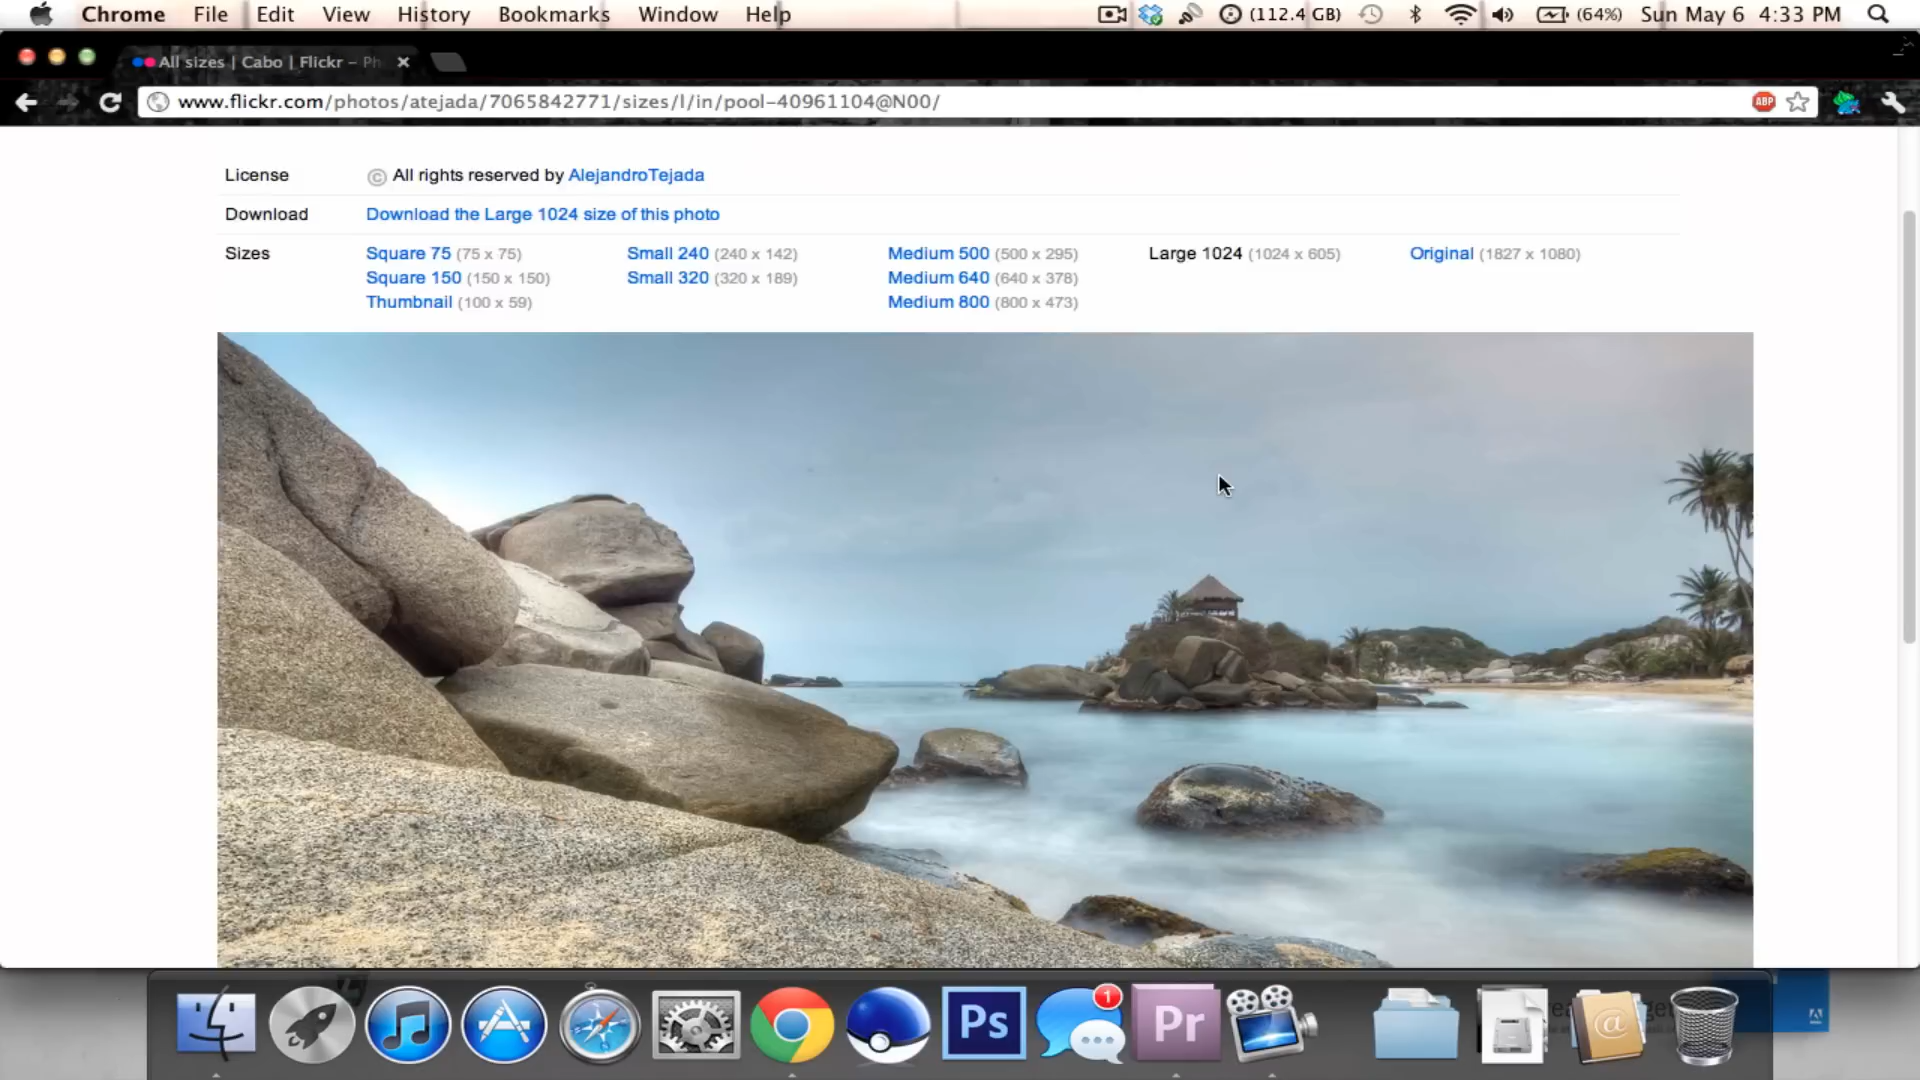 Chrome File Edit View History Bookmarks Window Help (112.4 GB) (64%) Sun May 6 4:33 PM
All sizes | Cabo | Flickr – Ph
www.flickr.com/photos/atejada/7065842771/sizes/l/in/pool-40961104@N00/ ABP
License © All rights reserved by AlejandroTejada
Download Download the Large 1024 size of this photo
Sizes Square 75 (75 x 75) Small 240 (240 x 142) Medium 500 (500 x 295) Large 1024 (1024 x 605) Original (1827 x 1080)
Square 150 (150 x 150) Small 320 (320 x 189) Medium 640 (640 x 378)
Thumbnail (100 x 59) Medium 800 (800 x 473)
Ps 1 Pr @